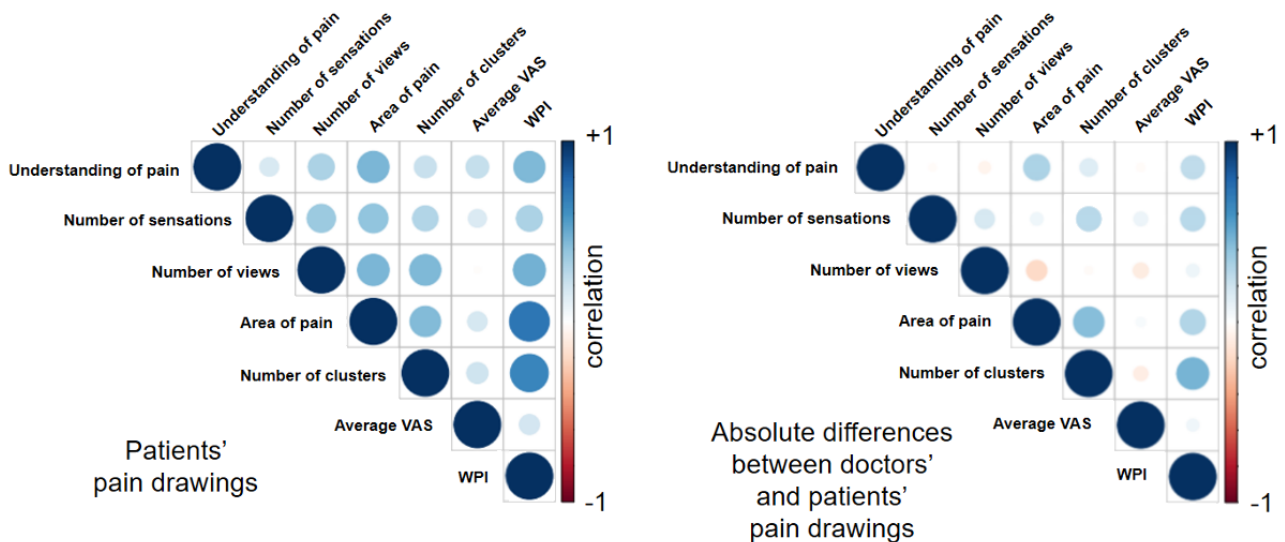 Understanding of pain
Number of sensations
Number of views
Area of pain
Number of clusters
Average VAS
WPI
Understanding of pain
Number of sensations
Number of views
Area of pain
Number of clusters
Average VAS
WPI
+1
correlation
-1
Patients'
pain drawings
Understanding of pain
Number of sensations
Number of views
Area of pain
Number of clusters
Average VAS
WPI
Understanding of pain
Number of sensations
Number of views
Area of pain
Number of clusters
Average VAS
WPI
+1
correlation
-1
Absolute differences
between doctors'
and patients'
pain drawings